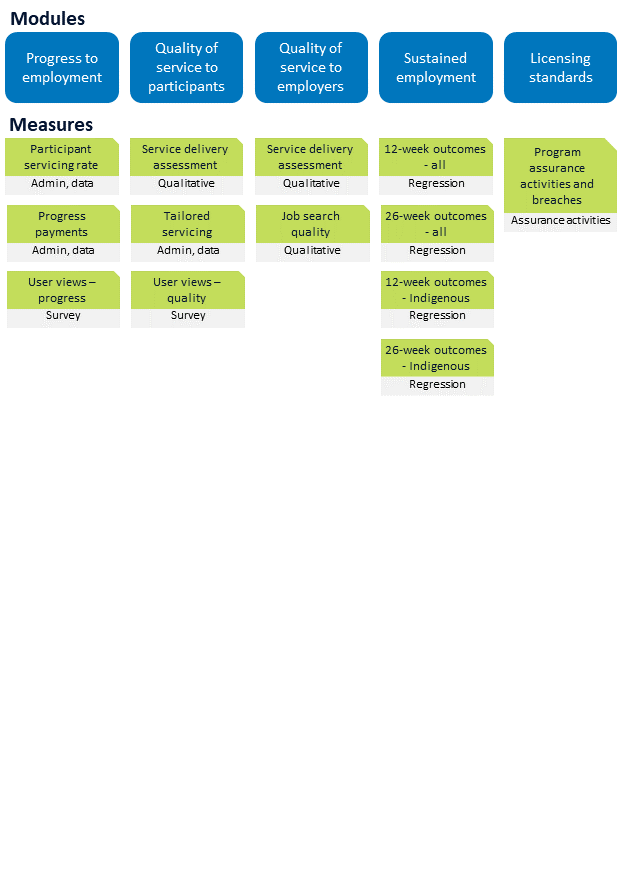 Modules
Progress to
employment
Quality of
service to
participants
Quality of
service to
employers
Sustained
employment
Licensing
standards
Measures
Participant
servicing rate
Admin, data
Service delivery
assessment
Qualitative
Service delivery
assessment
Qualitative
12-week outcomes
- all
Regression
Program
assurance
activities and
breaches
Assurance activities
Progress
payments
Admin, data
Tailored
servicing
Admin, data
Job search
quality
Qualitative
26-week outcomes
- all
Regression
User views –
progress
Survey
User views –
quality
Survey
12-week outcomes
- Indigenous
Regression
26-week outcomes
- Indigenous
Regression